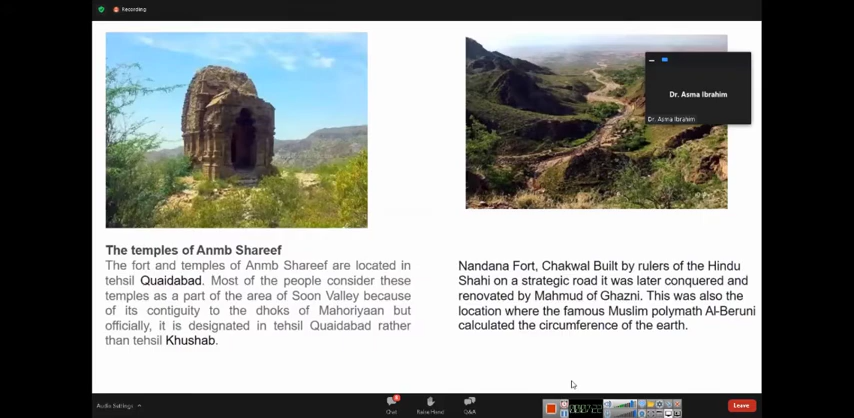 Recording
Dr. Asma Ibrahim
Dr. Asma Ibrahim
The temples of Anmb Shareef
The fort and temples of Anmb Shareef are located in
tehsil Quaidabad. Most of the people consider these
temples as a part of the area of Soon Valley because
of its contiguity to the dhoks of Mahoriyaan but
officially, it is designated in tehsil Quaidabad rather
than tehsil Khushab.
Nandana Fort, Chakwal Built by rulers of the Hindu
Shahi on a strategic road it was later conquered and
renovated by Mahmud of Ghazni. This was also the
location where the famous Muslim polymath Al-Beruni
calculated the circumference of the earth.
Audio Settings
Chat
Raise Hand
Q&A
Leave